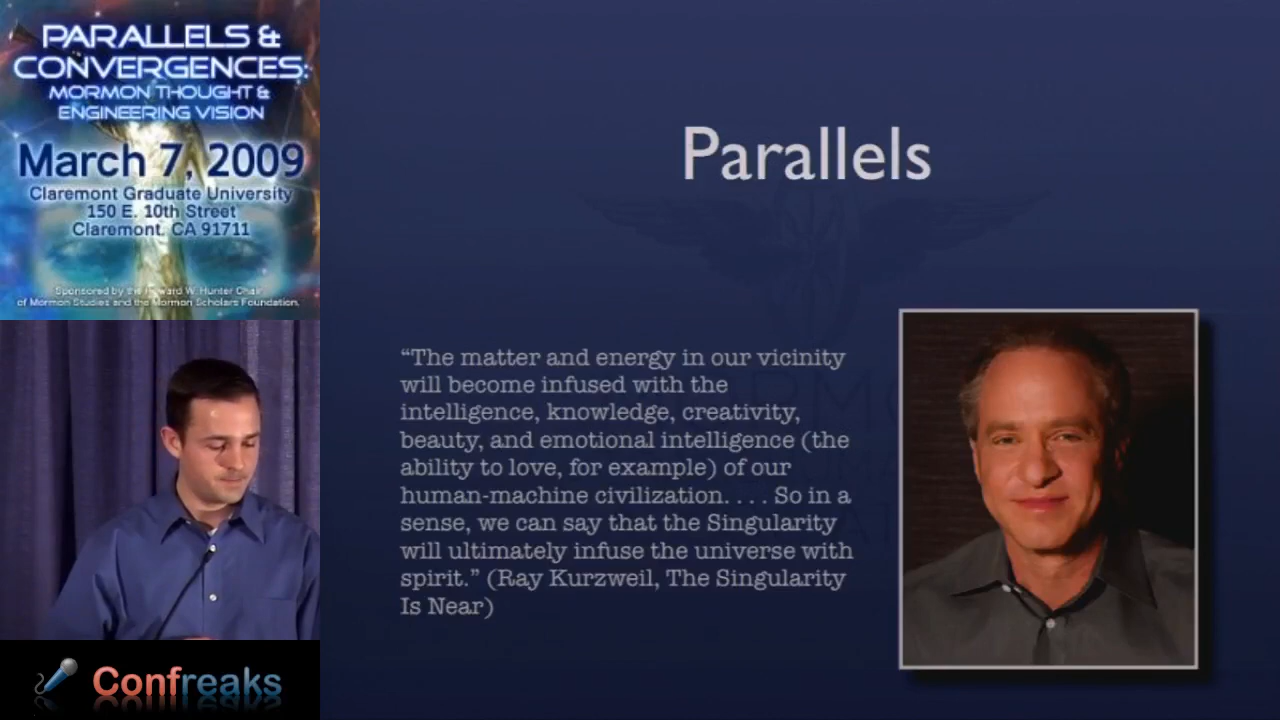 PARALLELS &
CONVERGENCES:
MORMON THOUGHT &
ENGINEERING VISION
March 7, 2009
Claremont Graduate University
150 E. 10th Street
Claremont, CA 91711
Sponsored by the Howard W. Hunter Chair
of Mormon Studies and the Mormon Scholars Foundation.
Confreaks
Parallels
“The matter and energy in our vicinity
will become infused with the
intelligence, knowledge, creativity,
beauty, and emotional intelligence (the
ability to love, for example) of our
human-machine civilization. . . . So in a
sense, we can say that the Singularity
will ultimately infuse the universe with
spirit.” (Ray Kurzweil, The Singularity
Is Near)